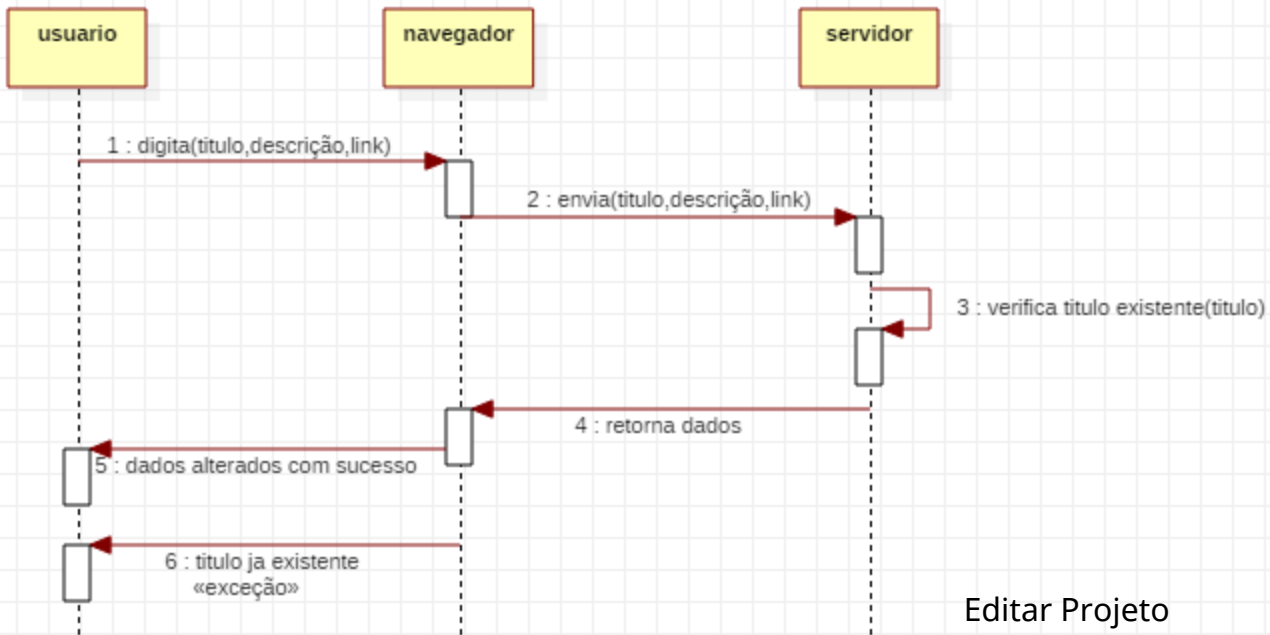 usuario
navegador
servidor
1 : digita(titulo,descrição,link)
2 : envia(titulo,descrição,link)
3 : verifica titulo existente(titulo)
4 : retorna dados
5 : dados alterados com sucesso
6 : titulo ja existente
«exceção»
Editar Projeto